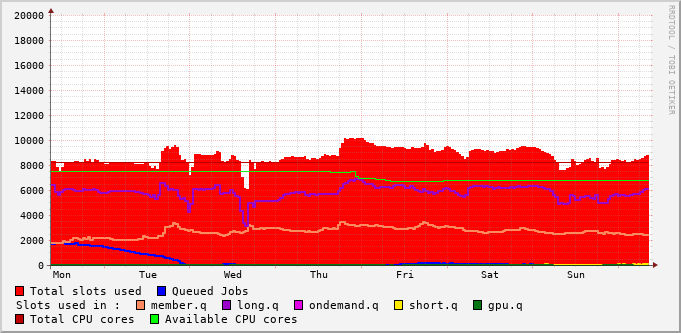 RRDTOOL / TOBI OETIKER
20000
18000
16000
14000
12000
10000
8000
6000
4000
2000
0
Mon Tue Wed Thu Fri Sat Sun
Total slots used Queued Jobs
Slots used in : member.q long.q ondemand.q short.q gpu.q
Total CPU cores Available CPU cores